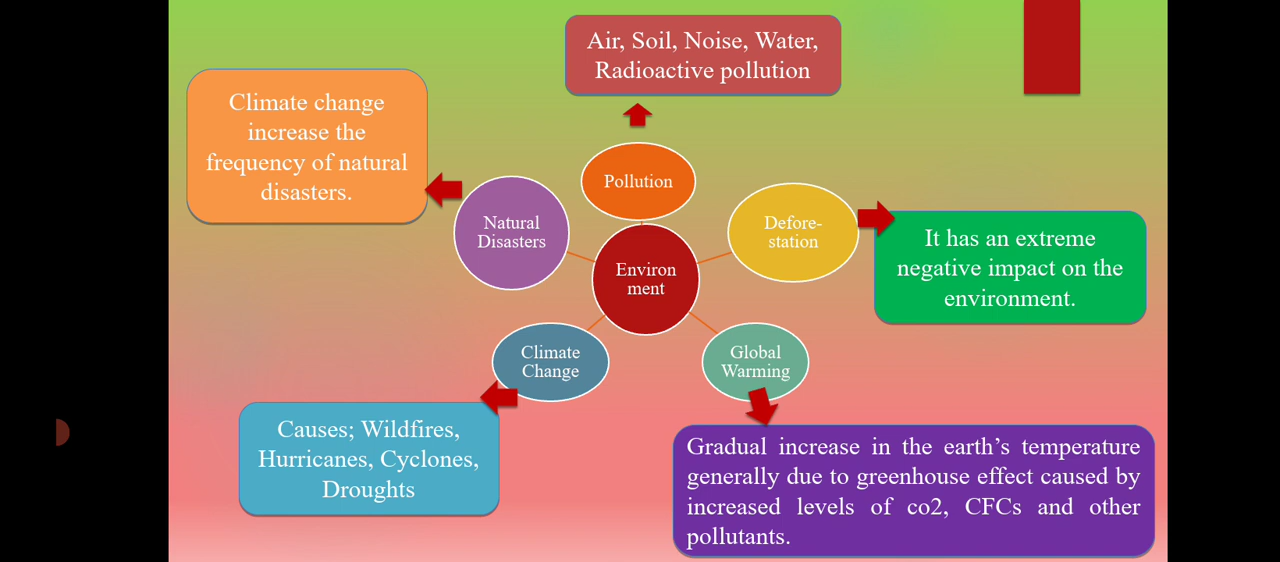 Air, Soil, Noise, Water,
Radioactive pollution
Climate change
increase the
frequency of natural
disasters.
Pollution
Natural
Disasters
Defore-
station
It has an extreme
negative impact on the
environment.
Environ
ment
Climate
Change
Global
Warming
Causes; Wildfires,
Hurricanes, Cyclones,
Droughts
Gradual increase in the earth’s temperature
generally due to greenhouse effect caused by
increased levels of co2, CFCs and other
pollutants.